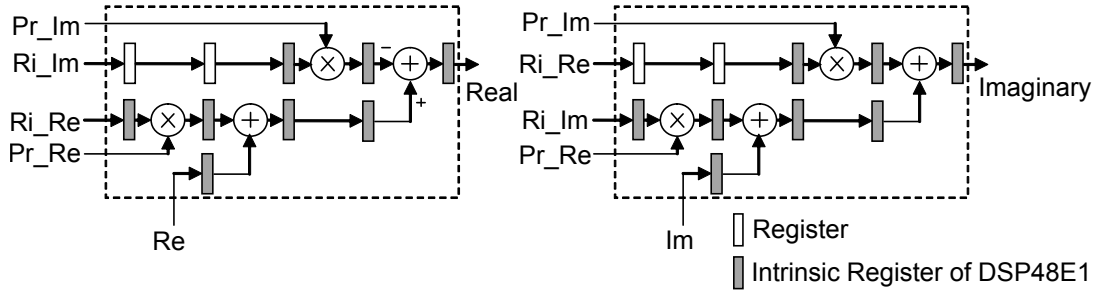 Pr_Im
Ri_Im
Real
Ri_Re
Pr_Re
Re
Pr_Im
Ri_Re
Imaginary
Ri_Im
Pr_Re
Im
Register
Intrinsic Register of DSP48E1